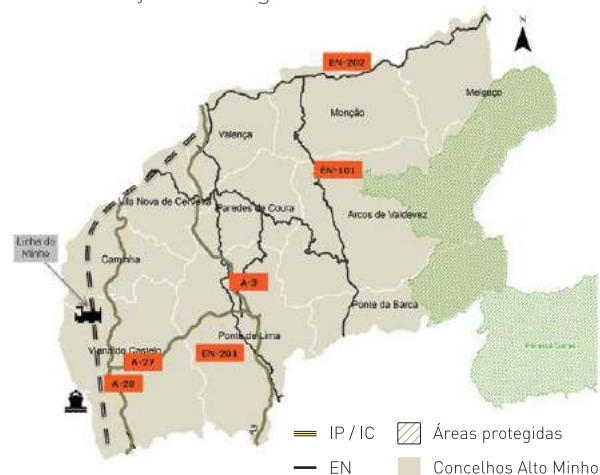 N
EN-202
Melgaço
Monção
Valença
EN-101
Vila Nova de Cerveira
Paredes de Coura
Arcos de Valdevez
Linha do
Minho
Caminha
A-3
Ponte da Barca
Ponte de Lima
Viana do Castelo
EN-201
A-27
A-28
IP / IC
Áreas protegidas
EN
Concelhos Alto Minho